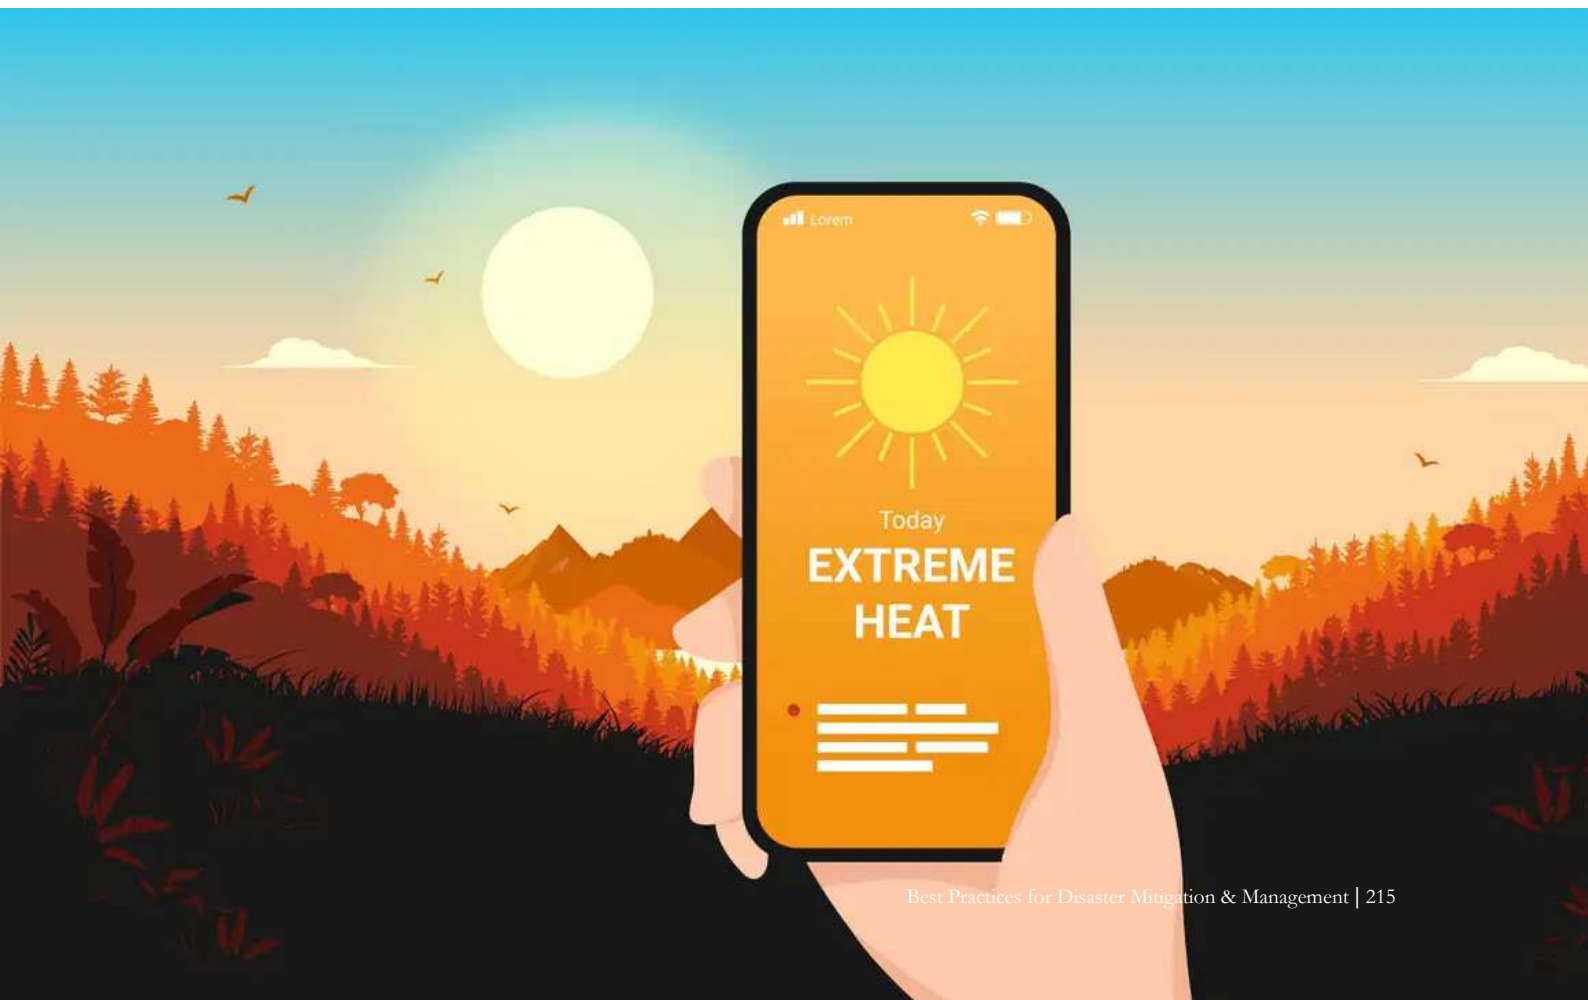 Lorem
Today
EXTREME
HEAT
Best Practices for Disaster Mitigation & Management | 215